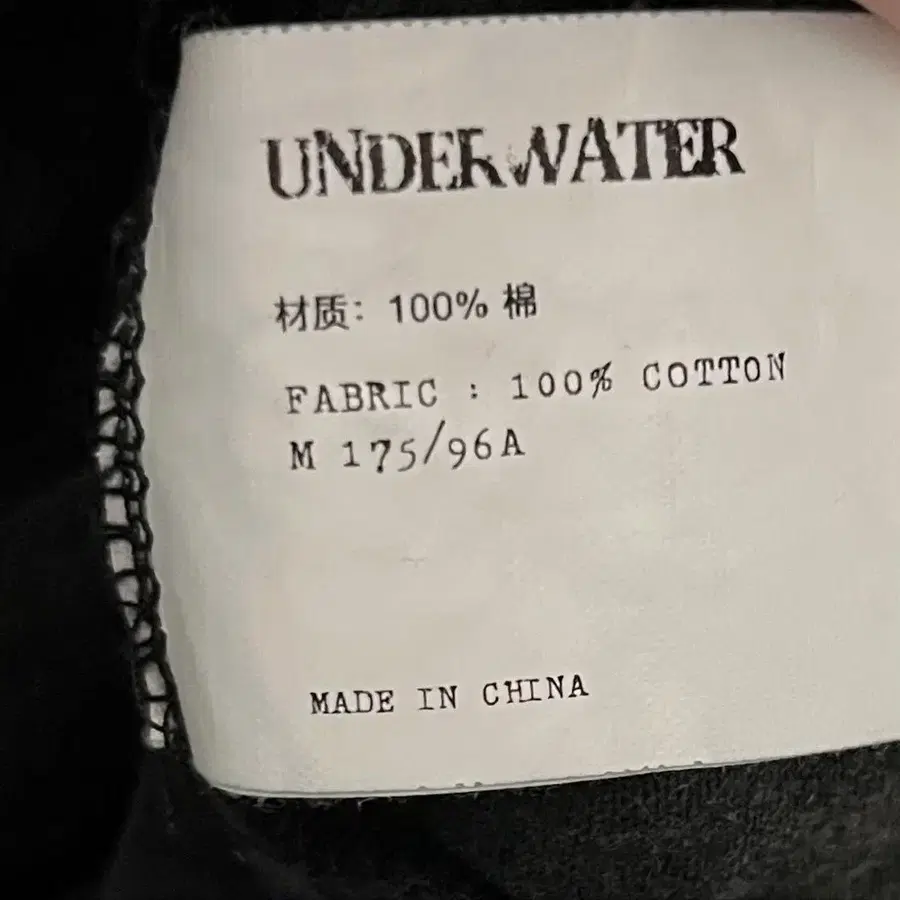 UNDERWATER
材质: 100% 棉
FABRIC : 100% COTTON
M 175/96A
MADE IN CHINA